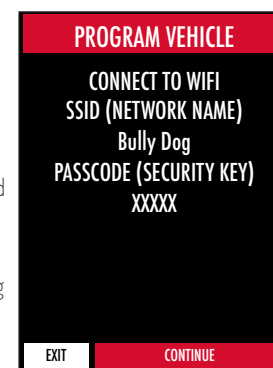 PROGRAM VEHICLE
CONNECT TO WIFI
SSID (NETWORK NAME)
Bully Dog
PASSCODE (SECURITY KEY)
XXXXX
EXIT
CONTINUE